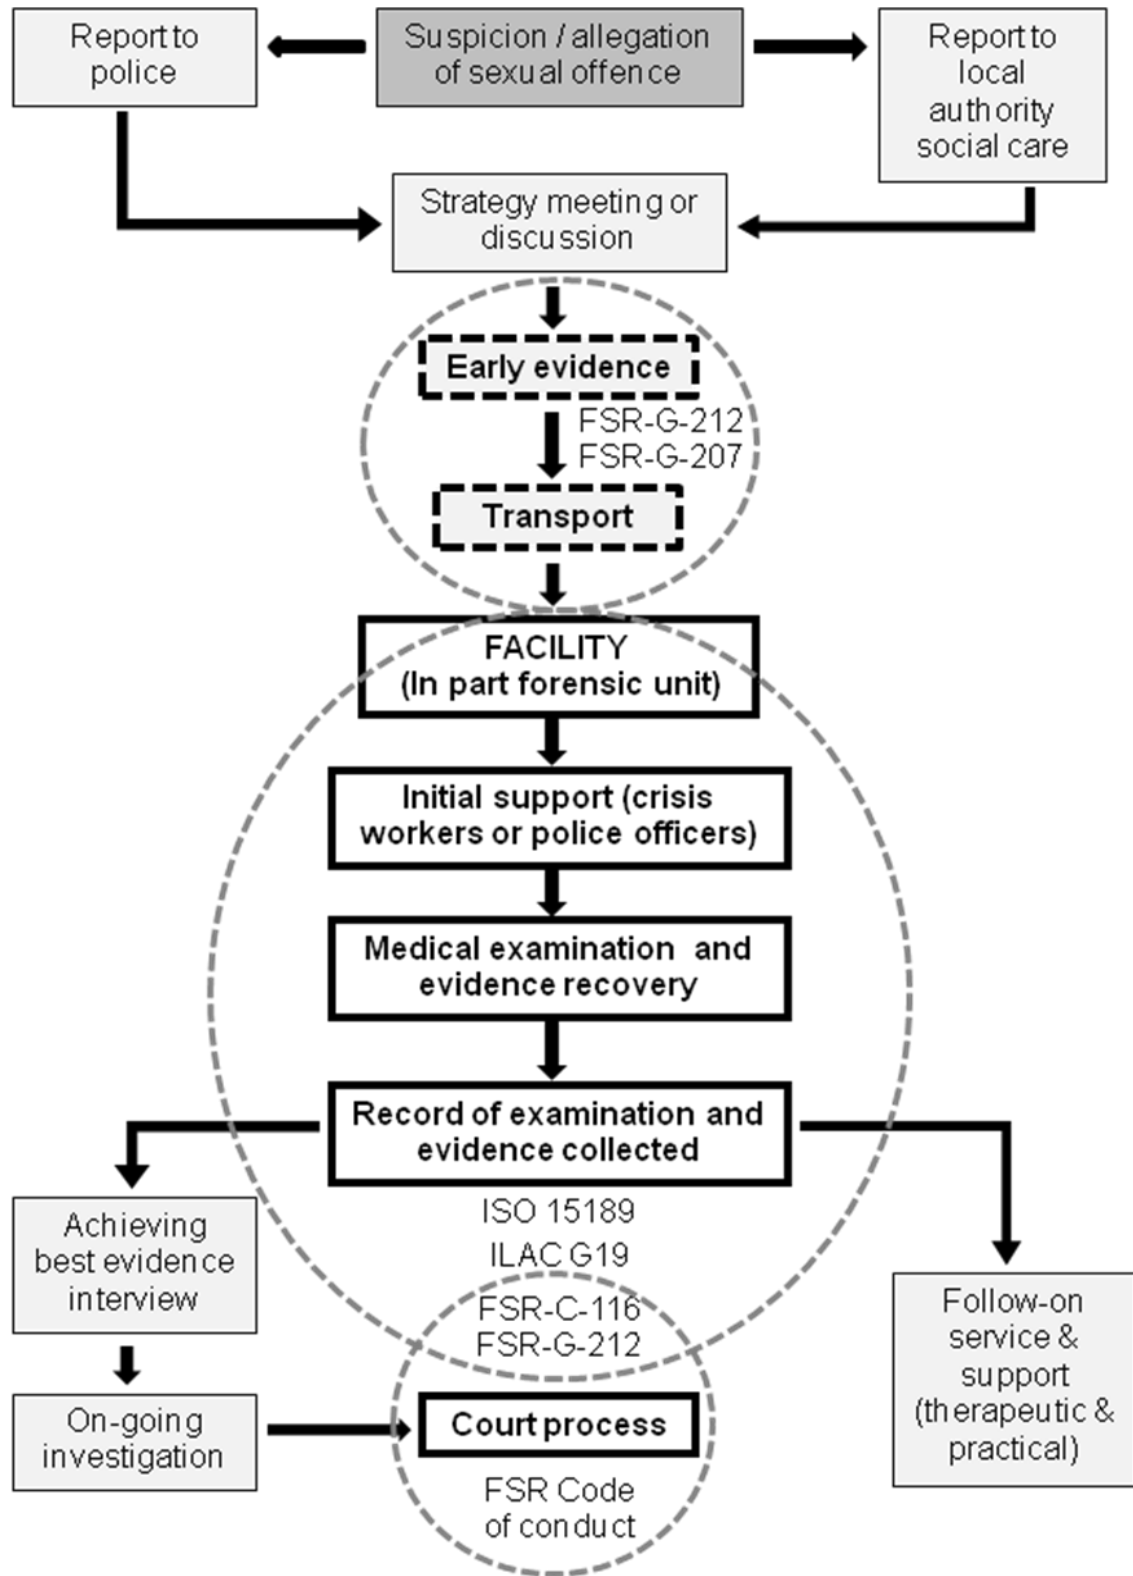 Report to
police
Suspicion / allegation
of sexual offence
Report to
local
authority
social care
Strategy meeting or
discussion
Early evidence
FSR-G-212
FSR-G-207
Transport
FACILITY
(In part forensic unit)
Initial support (crisis
workers or police officers)
Medical examination and
evidence recovery
Record of examination and
evidence collected
ISO 15189
ILAC G19
FSR-C-116
FSR-G-212
Achieving
best evidence
interview
On-going
investigation
Court process
FSR Code
of conduct
Follow-on
service &
support
(therapeutic &
practical)